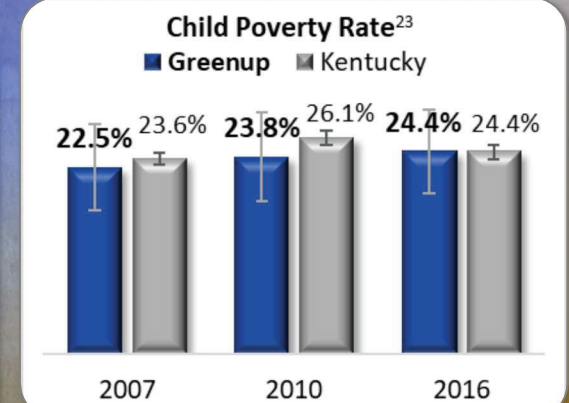 Child Poverty Rate23
Greenup Kentucky
22.5% 23.6% 23.8% 26.1% 24.4% 24.4%
2007 2010 2016